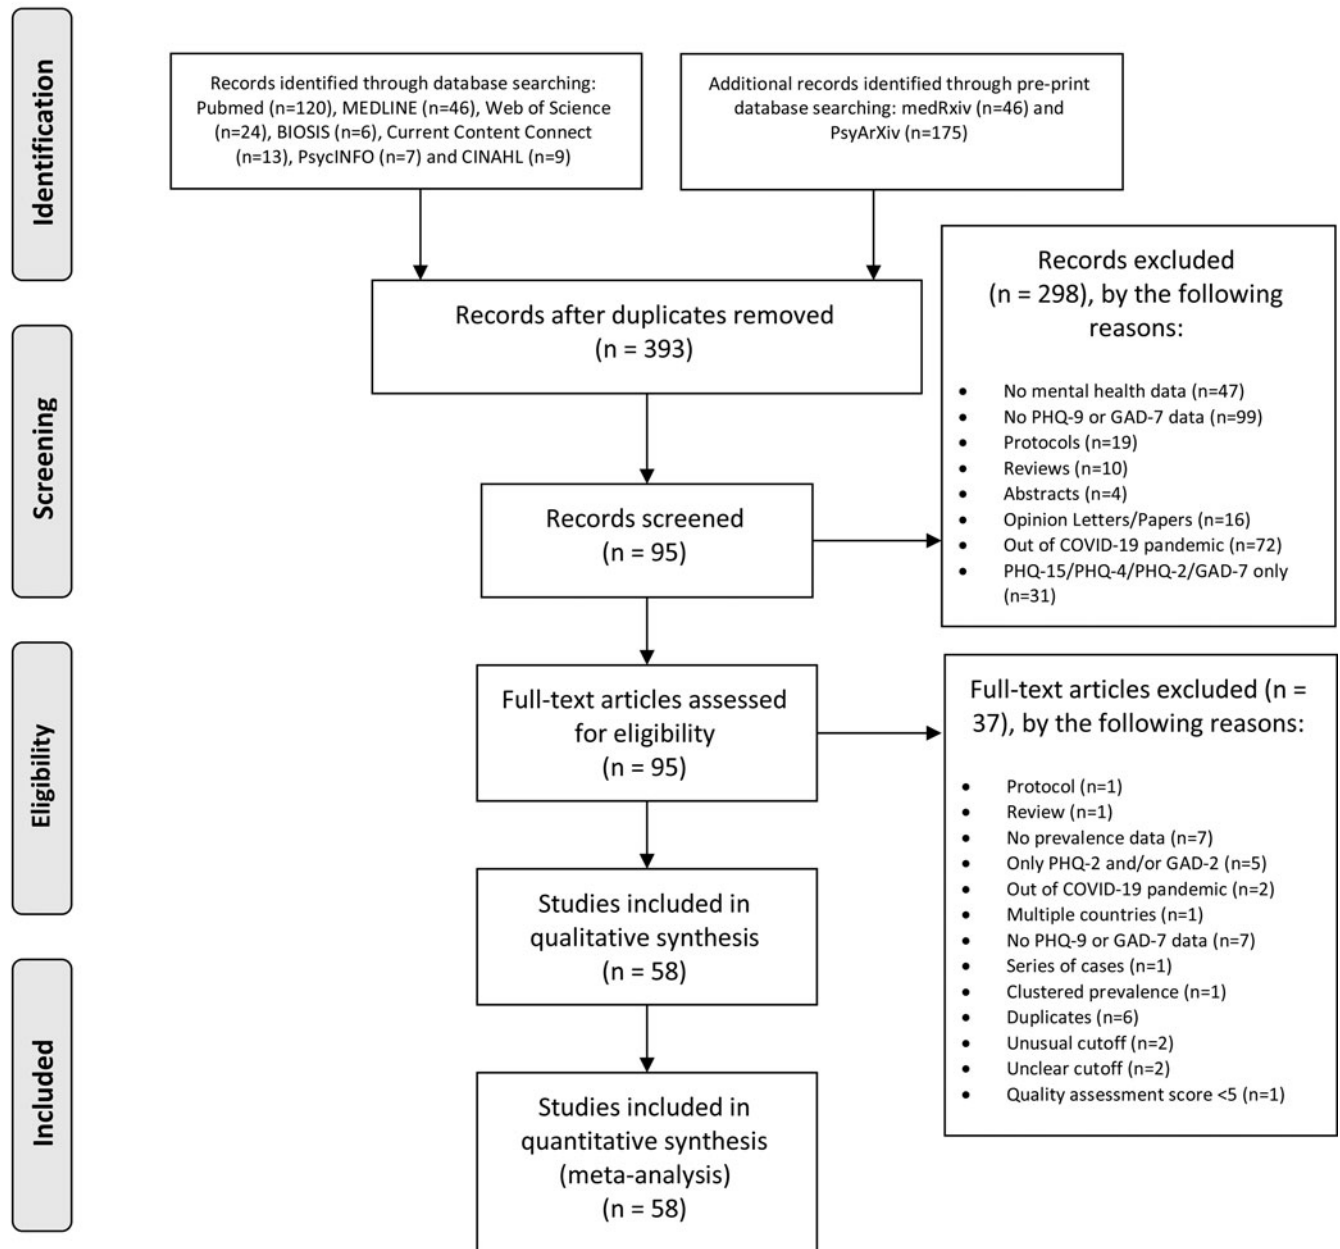 Identification
Records identified through database searching:
Pubmed (n=120), MEDLINE (n=46), Web of Science
(n=24), BIOSIS (n=6), Current Content Connect
(n=13), PsycINFO (n=7) and CINAHL (n=9)
Additional records identified through pre-print
database searching: medRxiv (n=46) and
PsyArXiv (n=175)
Records after duplicates removed
(n = 393)
Screening
Records screened
(n = 95)
Records excluded
(n = 298), by the following
reasons:
• No mental health data (n=47)
• No PHQ-9 or GAD-7 data (n=99)
• Protocols (n=19)
• Reviews (n=10)
• Abstracts (n=4)
• Opinion Letters/Papers (n=16)
• Out of COVID-19 pandemic (n=72)
• PHQ-15/PHQ-4/PHQ-2/GAD-7 only
(n=31)
Eligibility
Full-text articles assessed
for eligibility
(n = 95)
Full-text articles excluded (n =
37), by the following reasons:
• Protocol (n=1)
• Review (n=1)
• No prevalence data (n=7)
• Only PHQ-2 and/or GAD-2 (n=5)
• Out of COVID-19 pandemic (n=2)
• Multiple countries (n=1)
• No PHQ-9 or GAD-7 data (n=7)
• Series of cases (n=1)
• Clustered prevalence (n=1)
• Duplicates (n=6)
• Unusual cutoff (n=2)
• Unclear cutoff (n=2)
• Quality assessment score <5 (n=1)
Studies included in
qualitative synthesis
(n = 58)
Included
Studies included in
quantitative synthesis
(meta-analysis)
(n = 58)